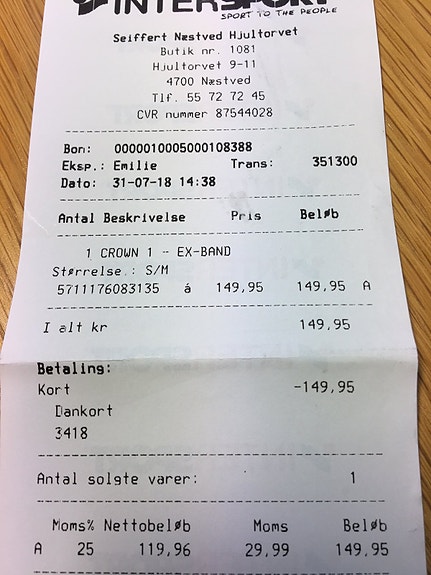 INTERSPORT
SPORT TO THE PEOPLE
Seiffert Næstved Hjultorvet
Butik nr. 1081
Hjultorvet 9-11
4700 Næstved
Tlf. 55 72 72 45
CVR nummer 87544028
Bon: 0000010005000108388
Eksp.: Emilie Trans: 351300
Dato: 31-07-18 14:38
Antal Beskrivelse Pris Beløb
1 CROWN 1 - EX-BAND
Størrelse.: S/M
5711176083135 á 149,95 149,95 A
I alt kr 149,95
Betaling:
Kort -149,95
Dankort
3418
Antal solgte varer: 1
Moms% Nettobeløb Moms Beløb
A 25 119,96 29,99 149,95